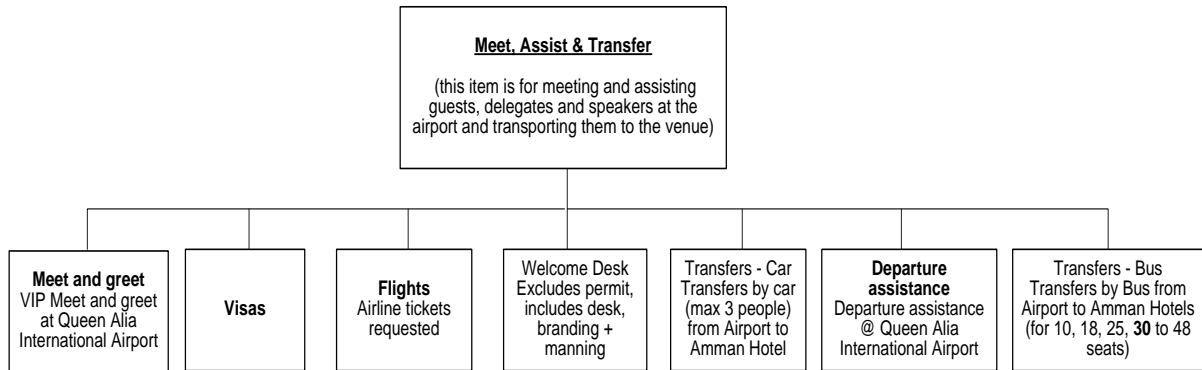 Meet, Assist & Transfer
(this item is for meeting and assisting
guests, delegates and speakers at the
airport and transporting them to the venue)
Meet and greet
VIP Meet and greet
at Queen Alia
International Airport
Visas
Flights
Airline tickets
requested
Welcome Desk
Excludes permit,
includes desk,
branding +
manning
Transfers - Car
Transfers by car
(max 3 people)
from Airport to
Amman Hotel
Departure
assistance
Departure assistance
@ Queen Alia
International Airport
Transfers - Bus
Transfers by Bus from
Airport to Amman Hotels
(for 10, 18, 25, 30 to 48
seats)